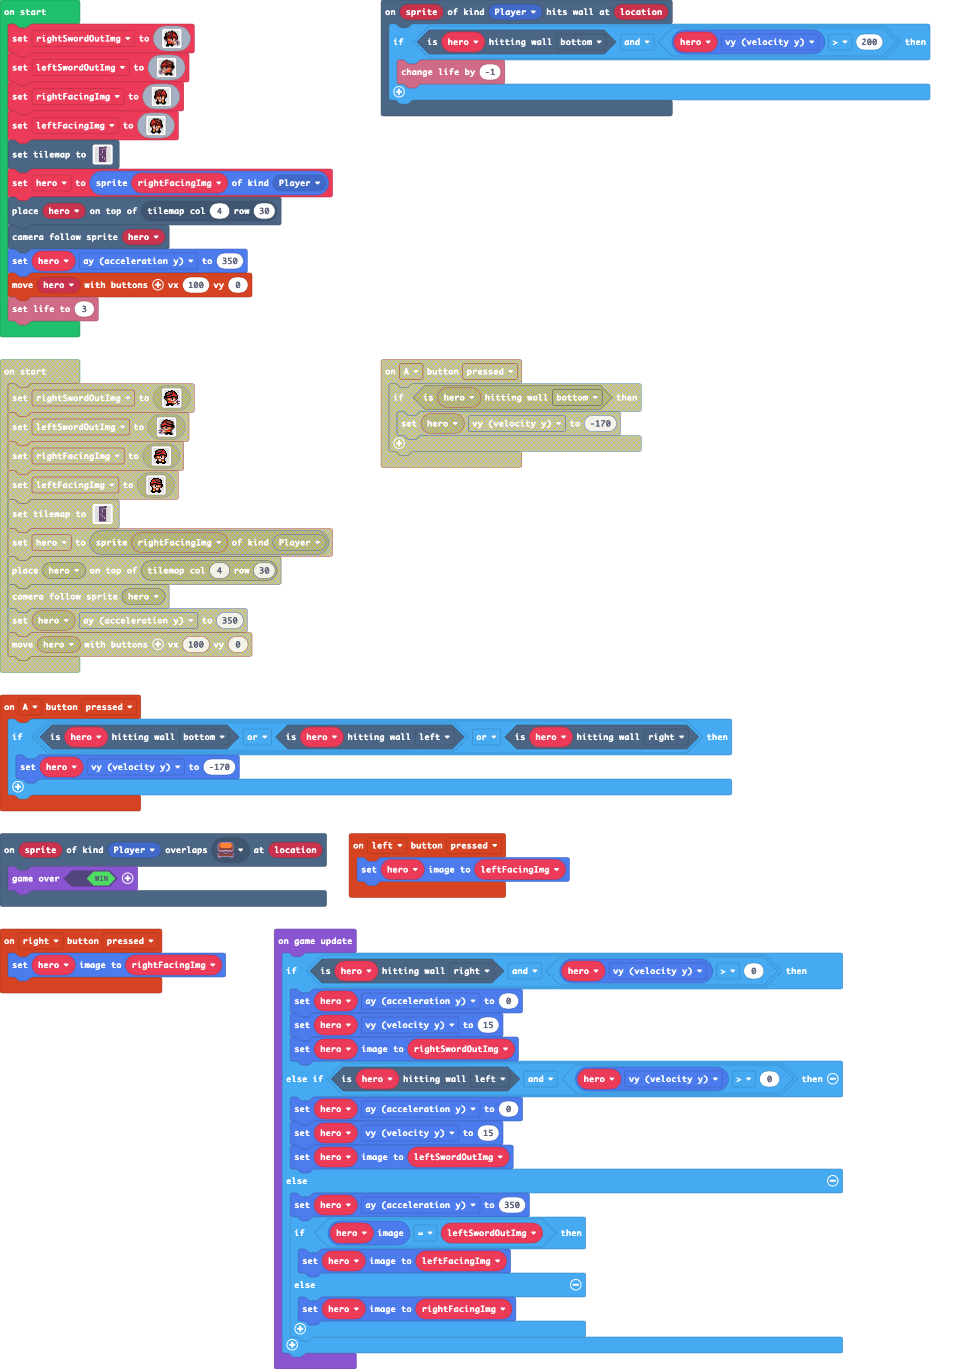 on start
set rightSwordOutImg to
set leftSwordOutImg to
set rightFacingImg to
set leftFacingImg to
set tilemap to
set hero to sprite rightFacingImg of kind Player
place hero on top of tilemap col 4 row 30
camera follow sprite hero
set hero ay (acceleration y) to 350
move hero with buttons + vx 100 vy 0
set life to 3
on sprite of kind Player hits wall at location
if is hero hitting wall bottom and hero vy (velocity y) > 200 then
change life by -1
on start
set rightSwordOutImg to
set leftSwordOutImg to
set rightFacingImg to
set leftFacingImg to
set tilemap to
set hero to sprite rightFacingImg of kind Player
place hero on top of tilemap col 4 row 30
camera follow sprite hero
set hero ay (acceleration y) to 350
move hero with buttons + vx 100 vy 0
on A button pressed
if is hero hitting wall bottom then
set hero vy (velocity y) to -170
on A button pressed
if is hero hitting wall bottom or is hero hitting wall left or is hero hitting wall right then
set hero vy (velocity y) to -170
on sprite of kind Player overlaps at location
game over WIN +
on left button pressed
set hero image to leftFacingImg
on right button pressed
set hero image to rightFacingImg
on game update
if is hero hitting wall right and hero vy (velocity y) > 0 then
set hero ay (acceleration y) to 0
set hero vy (velocity y) to 15
set hero image to rightSwordOutImg
else if is hero hitting wall left and hero vy (velocity y) > 0 then
set hero ay (acceleration y) to 0
set hero vy (velocity y) to 15
set hero image to leftSwordOutImg
else
set hero ay (acceleration y) to 350
if hero image = leftSwordOutImg then
set hero image to leftFacingImg
else
set hero image to rightFacingImg